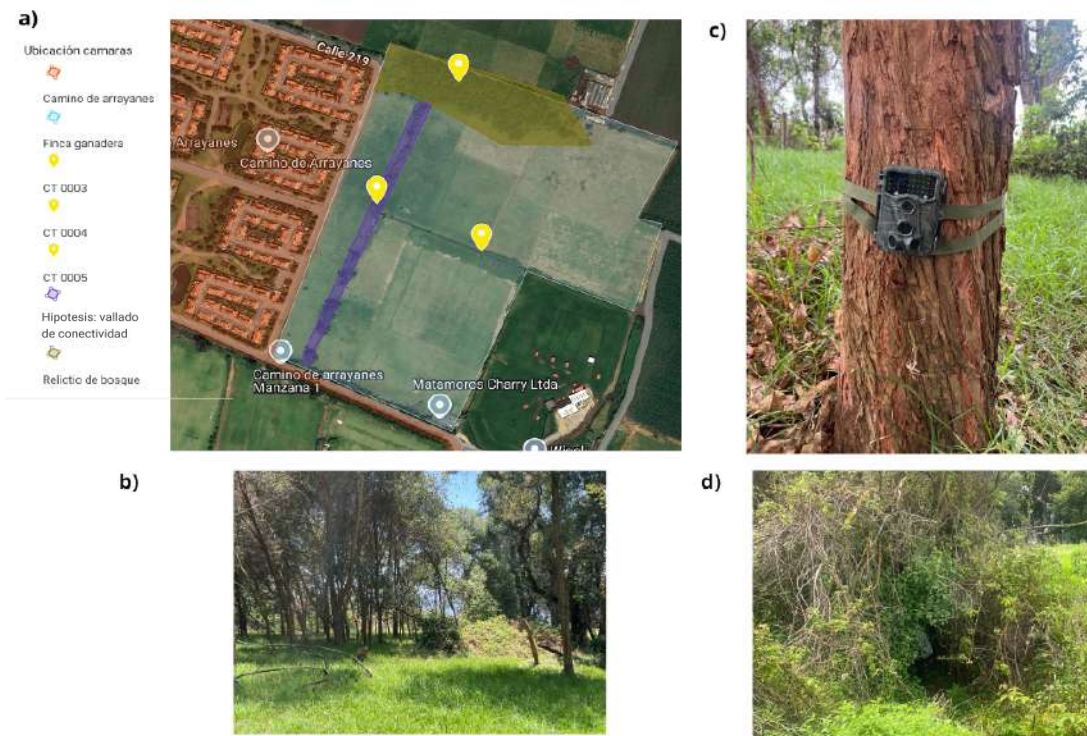 a)
Ubicación camaras
Camino de arrayanes
Finca ganadera
CT 0003
CT 0004
CT 0005
Hipotesis: vallado
de conectividad
Relictio de bosque
Calle 219
Arrayanes
Camino de Arrayanes
Camino de arrayanes
Manzana 1
Matamoros Charry Ltda
c)
b)
d)